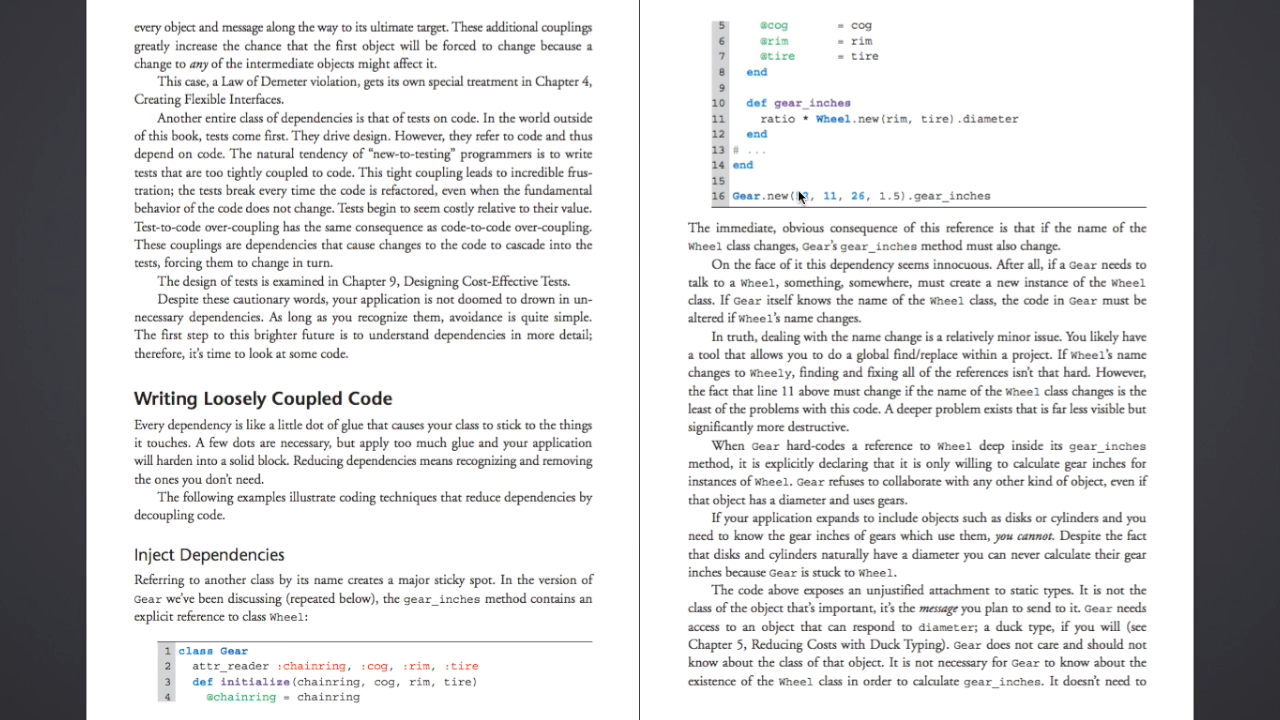 every object and message along the way to its ultimate target. These additional couplings
greatly increase the chance that the first object will be forced to change because a
change to any of the intermediate objects might affect it.
This case, a Law of Demeter violation, gets its own special treatment in Chapter 4,
Creating Flexible Interfaces.
Another entire class of dependencies is that of tests on code. In the world outside
of this book, tests come first. They drive design. However, they refer to code and thus
depend on code. The natural tendency of “new-to-testing” programmers is to write
tests that are too tightly coupled to code. This tight coupling leads to incredible frus-
tration; the tests break every time the code is refactored, even when the fundamental
behavior of the code does not change. Tests begin to seem costly relative to their value.
Test-to-code over-coupling has the same consequence as code-to-code over-coupling.
These couplings are dependencies that cause changes to the code to cascade into the
tests, forcing them to change in turn.
The design of tests is examined in Chapter 9, Designing Cost-Effective Tests.
Despite these cautionary words, your application is not doomed to drown in un-
necessary dependencies. As long as you recognize them, avoidance is quite simple.
The first step to this brighter future is to understand dependencies in more detail;
therefore, it’s time to look at some code.
Writing Loosely Coupled Code
Every dependency is like a little dot of glue that causes your class to stick to the things
it touches. A few dots are necessary, but apply too much glue and your application
will harden into a solid block. Reducing dependencies means recognizing and removing
the ones you don’t need.
The following examples illustrate coding techniques that reduce dependencies by
decoupling code.
Inject Dependencies
Referring to another class by its name creates a major sticky spot. In the version of
Gear we’ve been discussing (repeated below), the gear_inches method contains an
explicit reference to class Wheel:
1 class Gear
2 attr_reader :chainring, :cog, :rim, :tire
3 def initialize(chainring, cog, rim, tire)
4 @chainring = chainring
5 @cog = cog
6 @rim = rim
7 @tire = tire
8 end
9
10 def gear_inches
11 ratio * Wheel.new(rim, tire).diameter
12 end
13 # ...
14 end
15
16 Gear.new( , 11, 26, 1.5).gear_inches
The immediate, obvious consequence of this reference is that if the name of the
Wheel class changes, Gear’s gear_inches method must also change.
On the face of it this dependency seems innocuous. After all, if a Gear needs to
talk to a Wheel, something, somewhere, must create a new instance of the Wheel
class. If Gear itself knows the name of the Wheel class, the code in Gear must be
altered if Wheel’s name changes.
In truth, dealing with the name change is a relatively minor issue. You likely have
a tool that allows you to do a global find/replace within a project. If Wheel’s name
changes to Wheely, finding and fixing all of the references isn’t that hard. However,
the fact that line 11 above must change if the name of the Wheel class changes is the
least of the problems with this code. A deeper problem exists that is far less visible but
significantly more destructive.
When Gear hard-codes a reference to Wheel deep inside its gear_inches
method, it is explicitly declaring that it is only willing to calculate gear inches for
instances of Wheel. Gear refuses to collaborate with any other kind of object, even if
that object has a diameter and uses gears.
If your application expands to include objects such as disks or cylinders and you
need to know the gear inches of gears which use them, you cannot. Despite the fact
that disks and cylinders naturally have a diameter you can never calculate their gear
inches because Gear is stuck to Wheel.
The code above exposes an unjustified attachment to static types. It is not the
class of the object that’s important, it’s the message you plan to send to it. Gear needs
access to an object that can respond to diameter; a duck type, if you will (see
Chapter 5, Reducing Costs with Duck Typing). Gear does not care and should not
know about the class of that object. It is not necessary for Gear to know about the
existence of the Wheel class in order to calculate gear_inches. It doesn’t need to